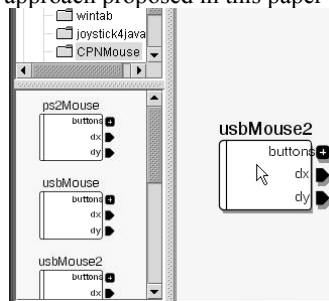 approach proposed in this paper
wintab
joystick4java
CPNMouse
ps2Mouse
buttons
dx
dy
usbMouse
buttons
dx
dy
usbMouse2
buttons
dx
usbMouse2
buttons
dx
dy